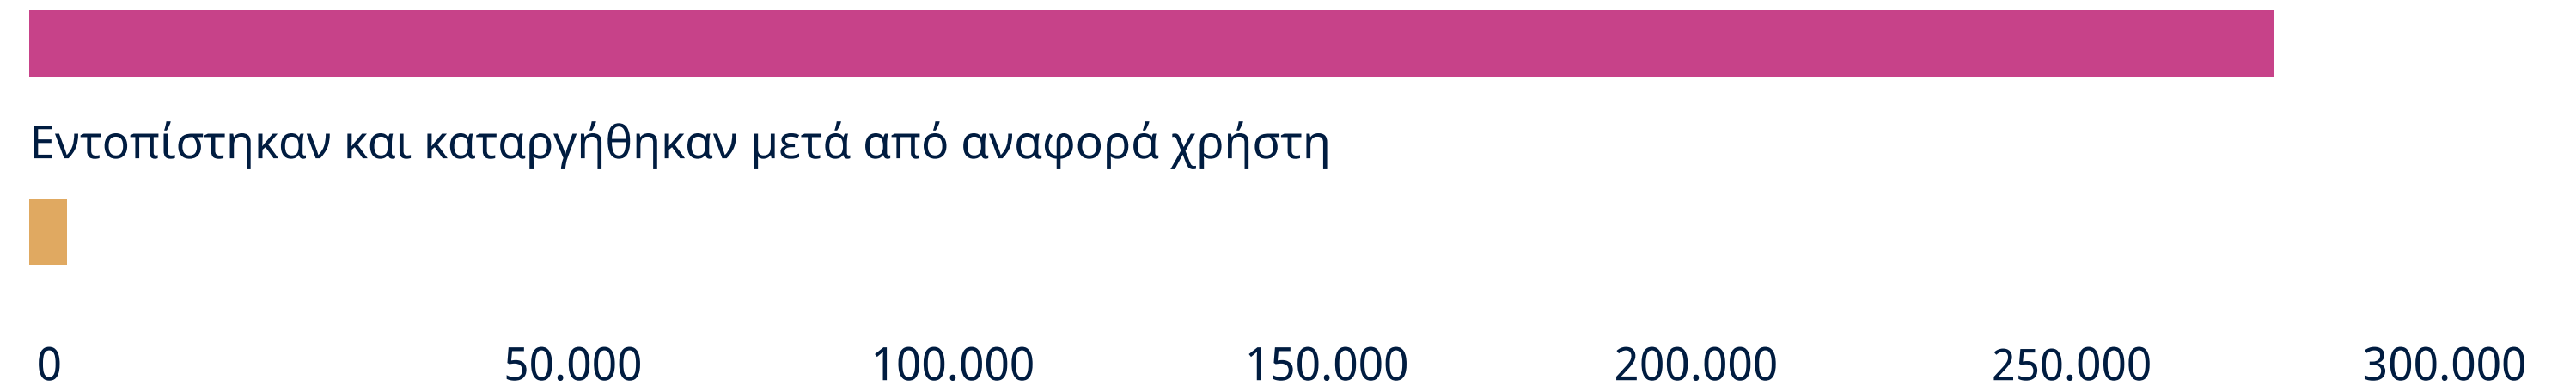 Εντοπίστηκαν και καταργήθηκαν μετά από αναφορά χρήστη
0 50.000 100.000 150.000 200.000 250.000 300.000